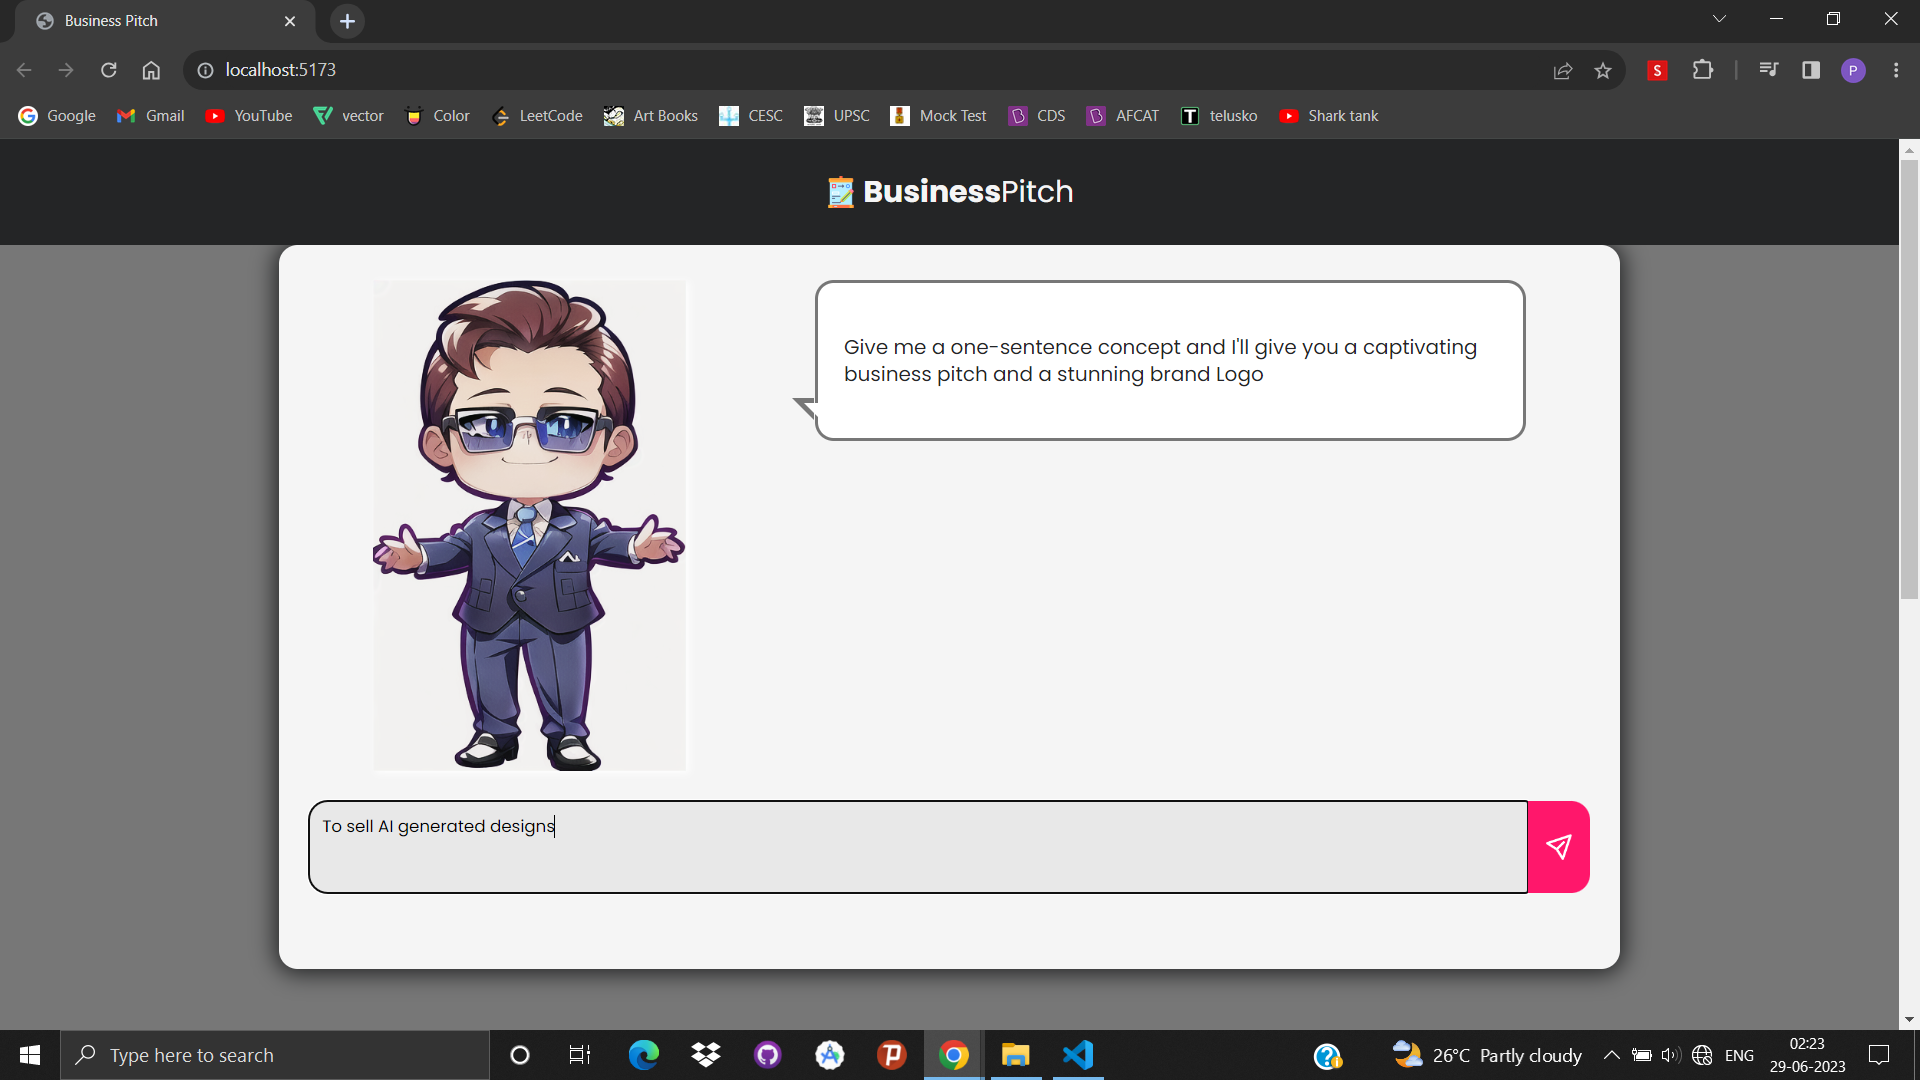 Business Pitch
localhost:5173
S
P
Google
Gmail
YouTube
vector
Color
LeetCode
Art Books
CESC
UPSC
Mock Test
CDS
AFCAT
T telusko
Shark tank
BusinessPitch
Give me a one-sentence concept and I'll give you a captivating
business pitch and a stunning brand Logo
To sell AI generated designs
Type here to search
26°C Partly cloudy
ENG
02:23
29-06-2023